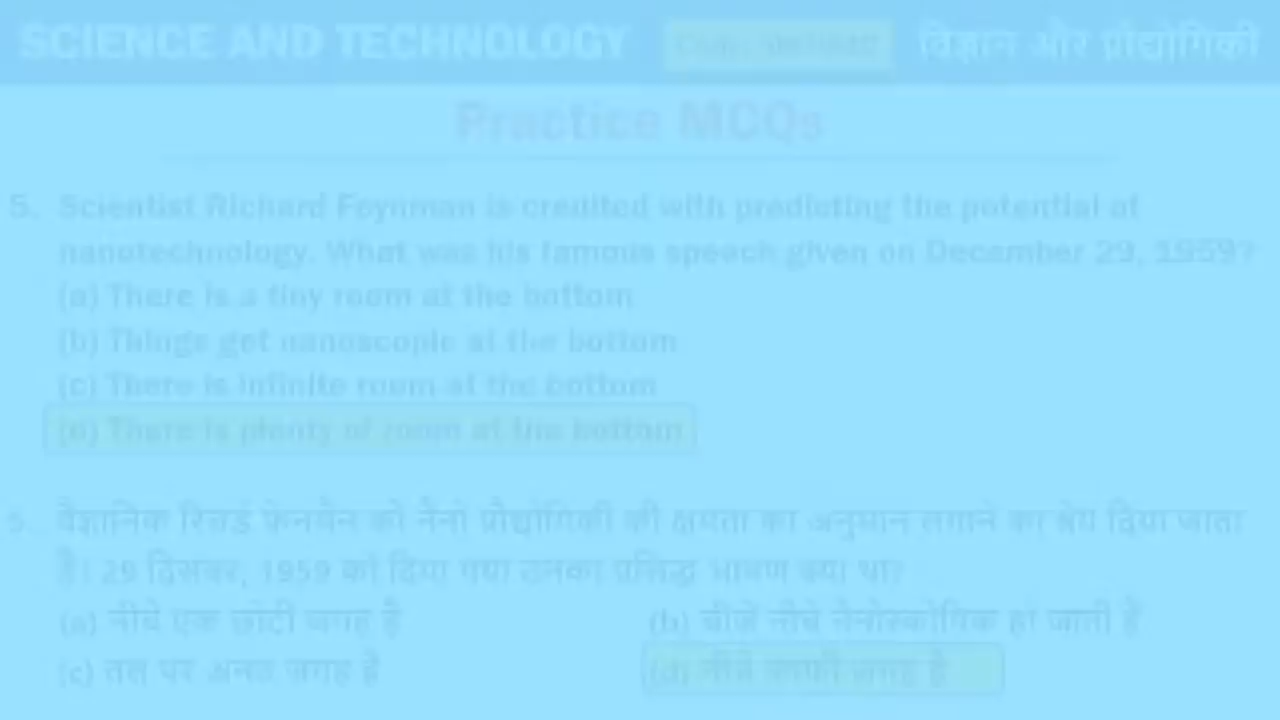 SCIENCE AND TECHNOLOGY
विज्ञान और प्रौद्योगिकी
Practice MCQs
5. Scientist Richard Feynman is credited with predicting the potential of
nanotechnology. What was his famous speech given on December 29, 1959?
(a) There is a tiny room at the bottom
(b) Things get nanoscopic at the bottom
(c) There is infinite room at the bottom
There is plenty of room at the bottom
5. वैज्ञानिक रिचर्ड फेनमैन को नैनो प्रौद्योगिकी की क्षमता का अनुमान लगाने का श्रेय दिया जाता
है। 29 दिसंबर, 1959 को दिया गया उनका प्रसिद्ध भाषण क्या था?
(a) नीचे एक छोटी जगह है
(b) चीजें नीचे नैनोस्कोपिक हो जाती हैं
(c) तल पर अनंत जगह है
(d) नीचे काफी जगह है